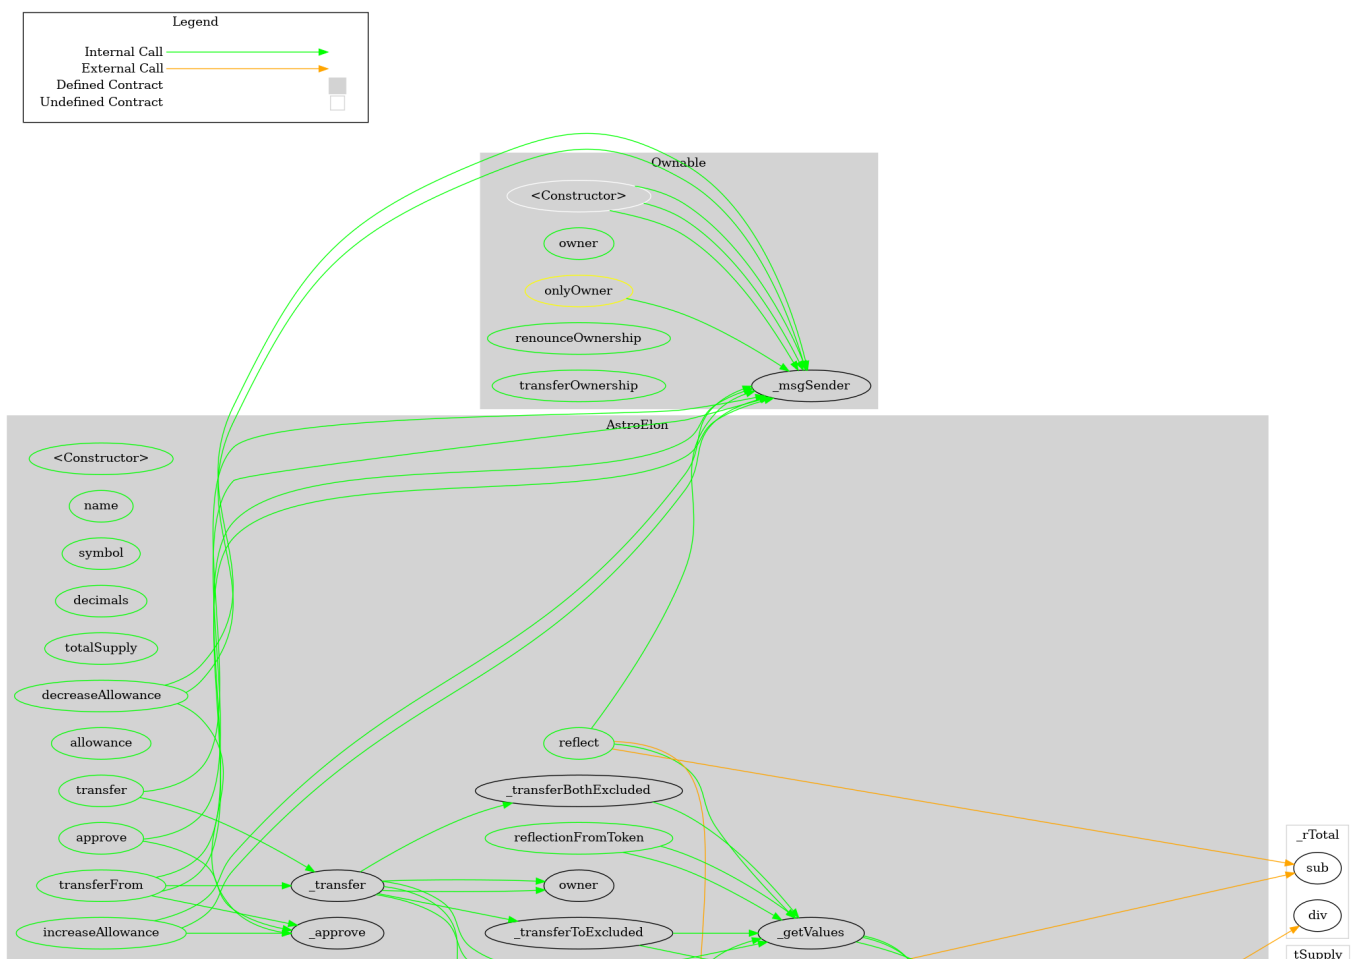 Legend
Internal Call
External Call
Defined Contract
Undefined Contract
Ownable
<Constructor>
owner
onlyOwner
renounceOwnership
transferOwnership
_msgSender
AstroElon
<Constructor>
name
symbol
decimals
totalSupply
decreaseAllowance
allowance
reflect
transfer
_transferBothExcluded
approve
reflectionFromToken
_rTotal
sub
transferFrom
_transfer
owner
div
increaseAllowance
_approve
_transferToExcluded
_getValues
tSupply